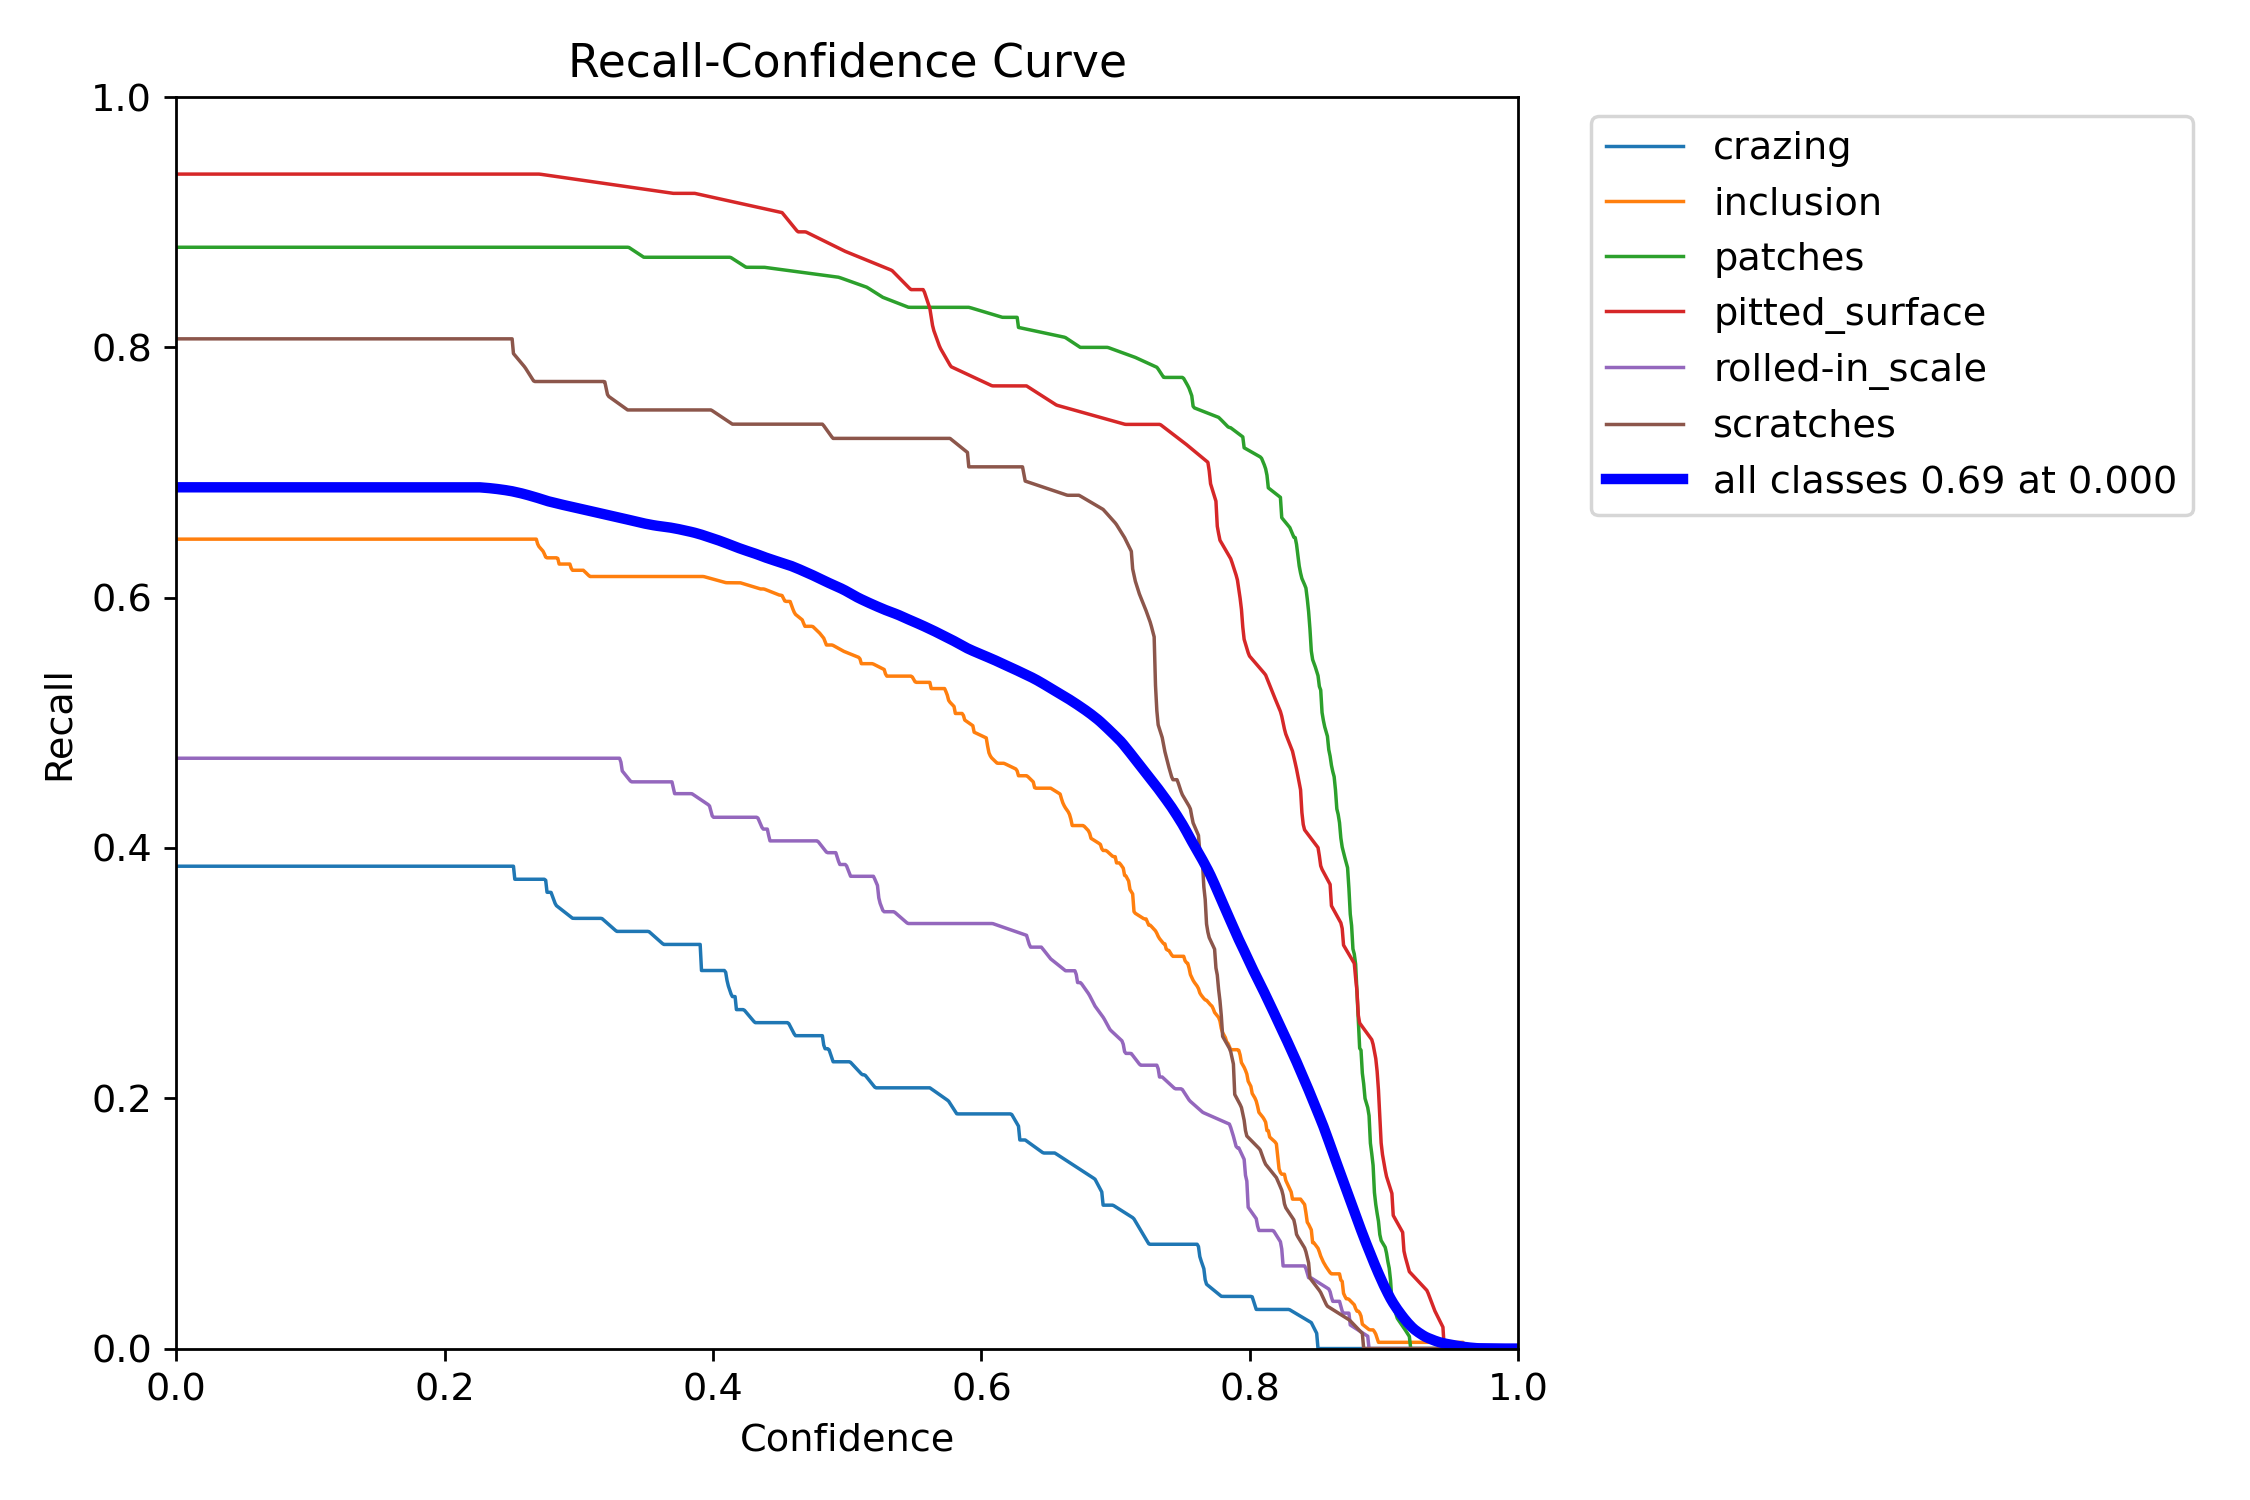 Recall-Confidence Curve
1.0
0.8
0.6
0.4
0.2
0.0
Recall
0.0 0.2 0.4 0.6 0.8 1.0
Confidence
crazing
inclusion
patches
pitted_surface
rolled-in_scale
scratches
all classes 0.69 at 0.000